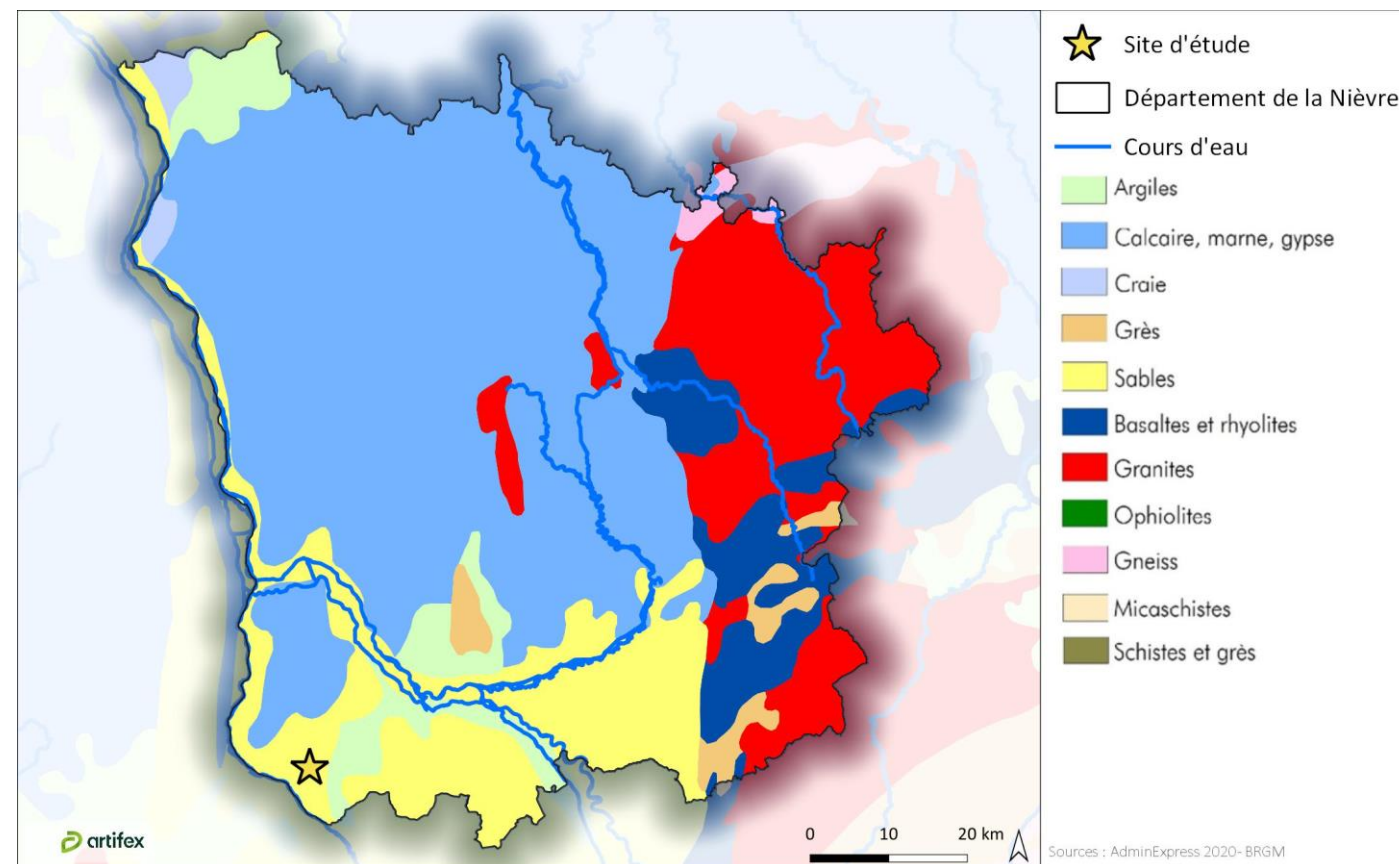 Site d'étude
Département de la Nièvre
Cours d'eau
Argiles
Calcaire, marne, gypse
Craie
Grès
Sables
Basaltes et rhyolites
Granites
Ophiolites
Gneiss
Micaschistes
Schistes et grès
artifex
0 10 20 km
Sources : AdminExpress 2020- BRGM